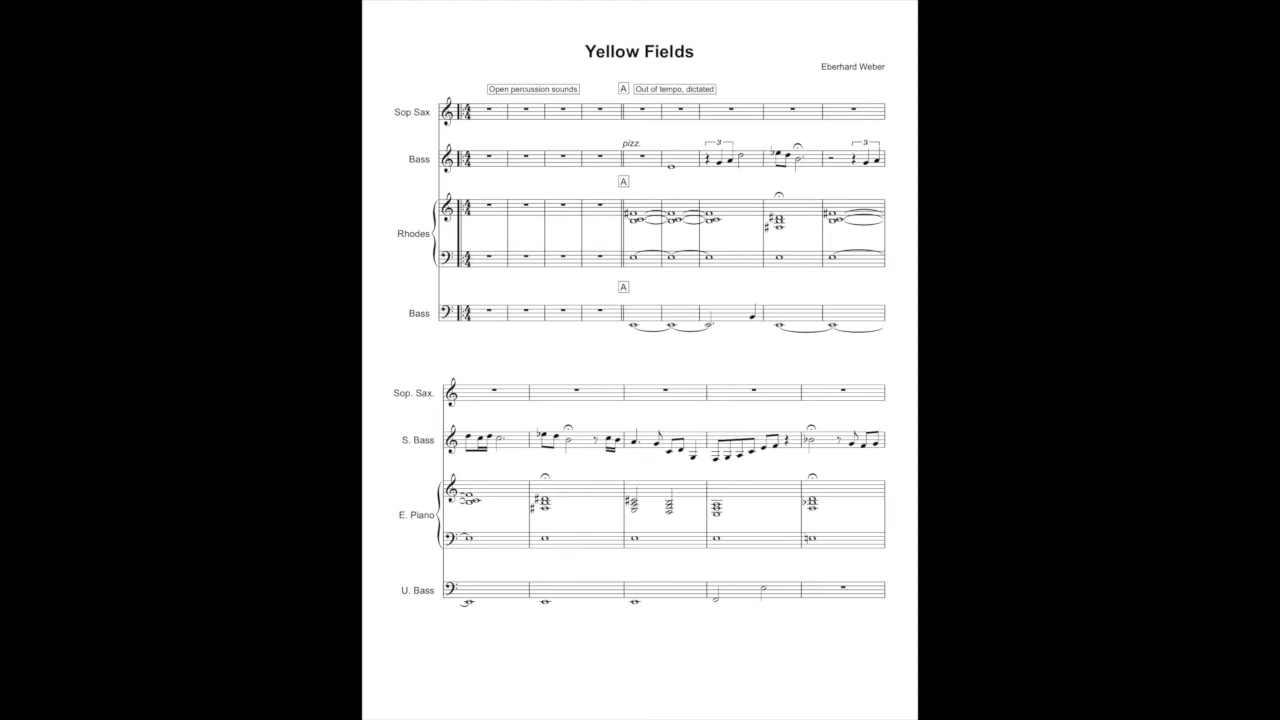 Yellow Fields
Eberhard Weber
Open percussion sounds
A
Out of tempo, dictated
Sop Sax
pizz.
3
3
Bass
A
Rhodes
A
Bass
Sop. Sax.
S. Bass
E. Piano
U. Bass